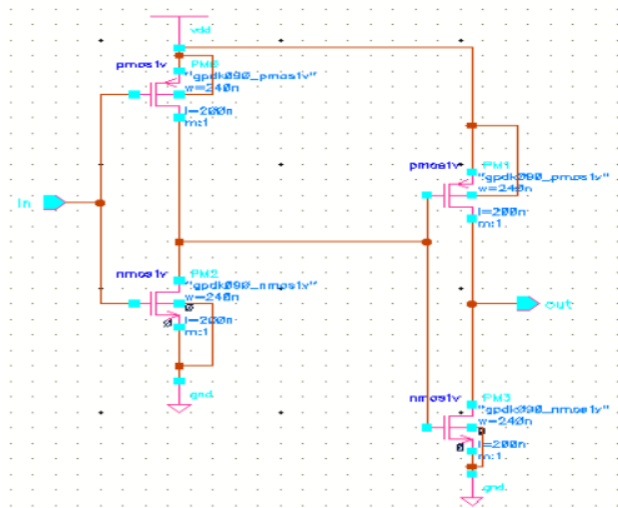 vdd
pmos1v PM0
"gpdk090_pmos1v"
w=240n
l=200n
m:1
pmos1v PM1
"gpdk090_pmos1v"
w=240n
l=200n
m:1
in
nmos1v PM2
"gpdk090_nmos1v"
w=240n
l=200n
m:1
out
gnd
nmos1v PM3
"gpdk090_nmos1v"
w=240n
l=200n
m:1
gnd